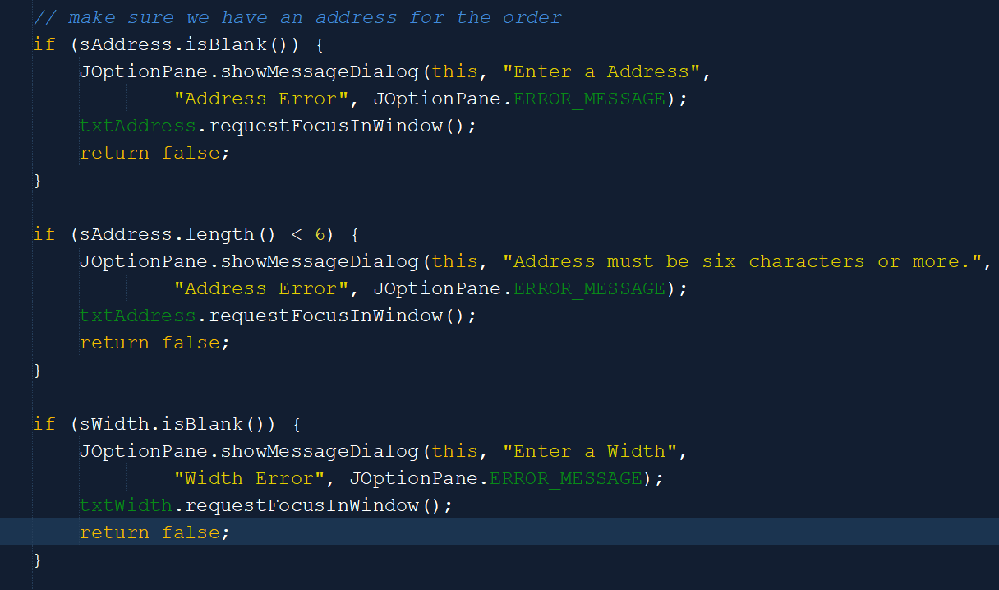 // make sure we have an address for the order
if (sAddress.isBlank()) {
    JOptionPane.showMessageDialog(this, "Enter a Address",
            "Address Error", JOptionPane.ERROR_MESSAGE);
    txtAddress.requestFocusInWindow();
    return false;
}

if (sAddress.length() < 6) {
    JOptionPane.showMessageDialog(this, "Address must be six characters or more.",
            "Address Error", JOptionPane.ERROR_MESSAGE);
    txtAddress.requestFocusInWindow();
    return false;
}

if (sWidth.isBlank()) {
    JOptionPane.showMessageDialog(this, "Enter a Width",
            "Width Error", JOptionPane.ERROR_MESSAGE);
    txtWidth.requestFocusInWindow();
    return false;
}